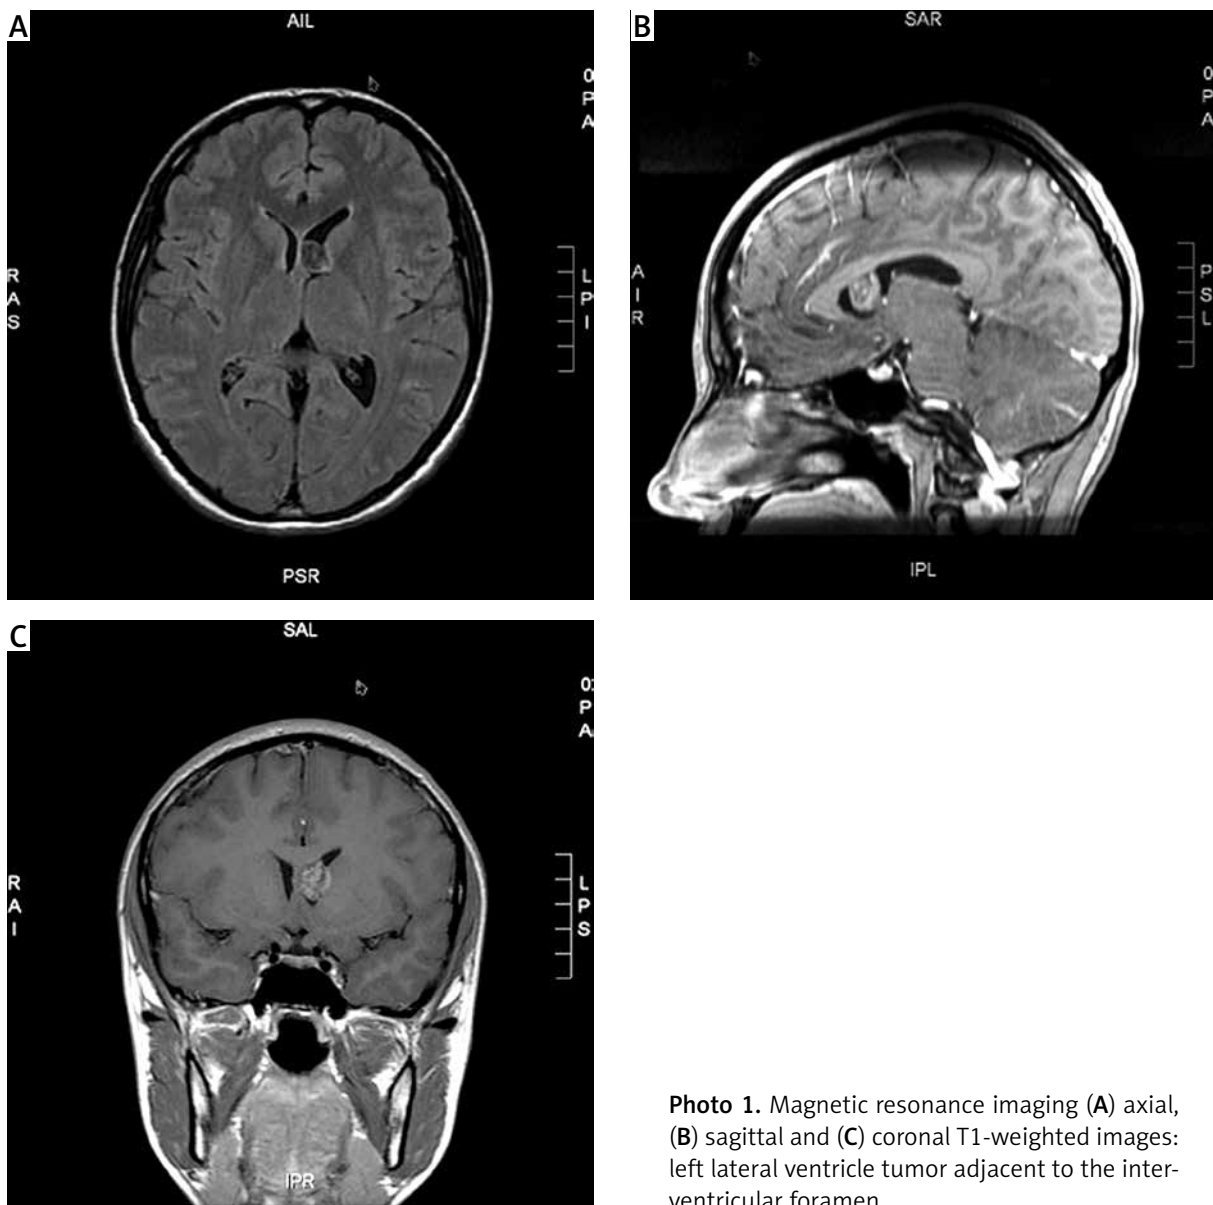 A
AIL
0
P
A
R
A
S
L
P
I
PSR
B
SAR
0
P
A
A
I
R
P
S
L
IPL
C
SAL
0:
P
A
R
A
I
L
P
S
IPR
Photo 1. Magnetic resonance imaging (A) axial,
(B) sagittal and (C) coronal T1-weighted images:
left lateral ventricle tumor adjacent to the inter-
ventricular foramen